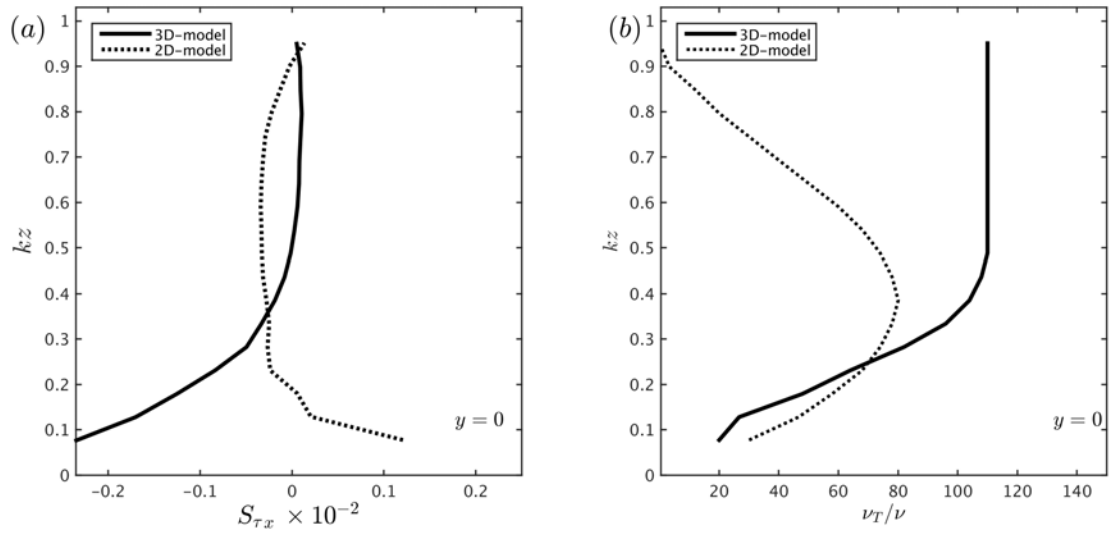 (a)
3D-model
2D-model
1
0.9
0.8
0.7
0.6
0.5
0.4
0.3
0.2
0.1
0
kz
y = 0
−0.2 −0.1 0 0.1 0.2
S_{τx} × 10^{−2}
(b)
3D-model
2D-model
1
0.9
0.8
0.7
0.6
0.5
0.4
0.3
0.2
0.1
0
kz
y = 0
20 40 60 80 100 120 140
ν_T/ν